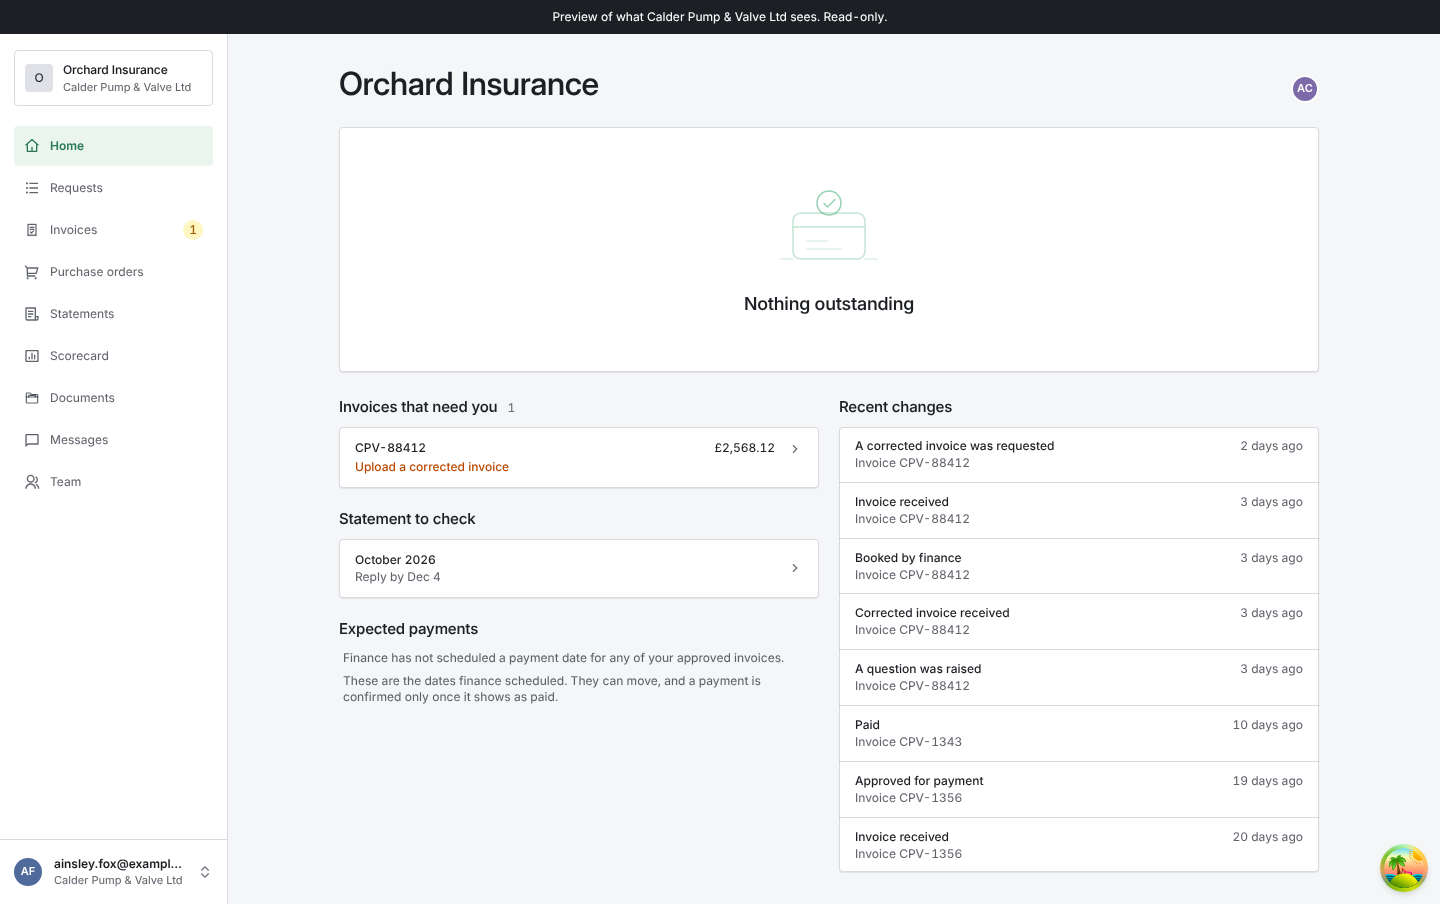 Preview of what Calder Pump & Valve Ltd sees. Read-only.
O
Orchard Insurance
Calder Pump & Valve Ltd
Home
Requests
Invoices 1
Purchase orders
Statements
Scorecard
Documents
Messages
Team
AF
ainsley.fox@exampl...
Calder Pump & Valve Ltd
Orchard Insurance
AC
Nothing outstanding
Invoices that need you 1
CPV-88412 £2,568.12
Upload a corrected invoice
Statement to check
October 2026
Reply by Dec 4
Expected payments
Finance has not scheduled a payment date for any of your approved invoices.
These are the dates finance scheduled. They can move, and a payment is
confirmed only once it shows as paid.
Recent changes
A corrected invoice was requested 2 days ago
Invoice CPV-88412
Invoice received 3 days ago
Invoice CPV-88412
Booked by finance 3 days ago
Invoice CPV-88412
Corrected invoice received 3 days ago
Invoice CPV-88412
A question was raised 3 days ago
Invoice CPV-88412
Paid 10 days ago
Invoice CPV-1343
Approved for payment 19 days ago
Invoice CPV-1356
Invoice received 20 days ago
Invoice CPV-1356